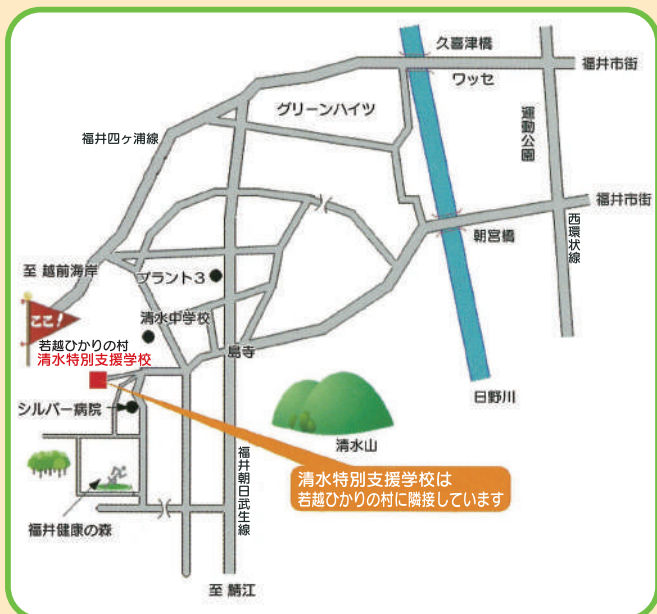 久喜津橋
福井市街
ワッセ
グリーンハイツ
運動公園
福井四ヶ浦線
福井市街
朝宮橋
西環状線
至 越前海岸
プラント3
ここ!
清水中学校
若越ひかりの村
清水特別支援学校
島寺
日野川
シルバー病院
清水山
福井朝日武生線
清水特別支援学校は
若越ひかりの村に隣接しています
福井健康の森
至 鯖江